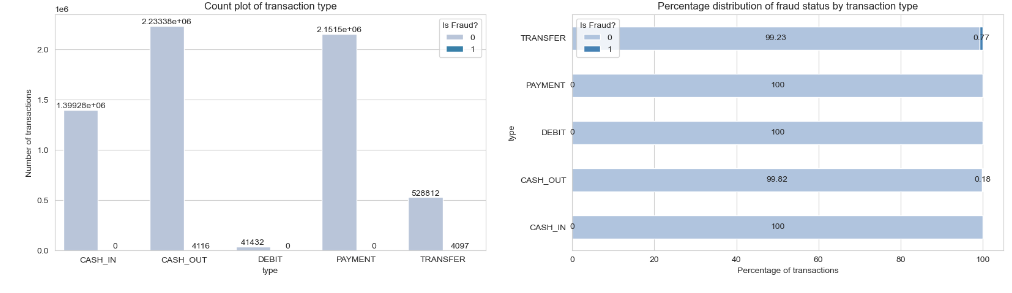 Count plot of transaction type
1e6
Number of transactions
2.0
1.5
1.0
0.5
0.0
1.39928e+06
0
2.23338e+06
4116
41432
0
2.1515e+06
0
528812
4097
Is Fraud?
0
1
CASH_IN
CASH_OUT
DEBIT
PAYMENT
TRANSFER
type
Percentage distribution of fraud status by transaction type
Is Fraud?
0
1
type
TRANSFER
99.23
0.77
PAYMENT
0
100
DEBIT
0
100
CASH_OUT
99.82
0.18
CASH_IN
0
100
0
20
40
60
80
100
Percentage of transactions